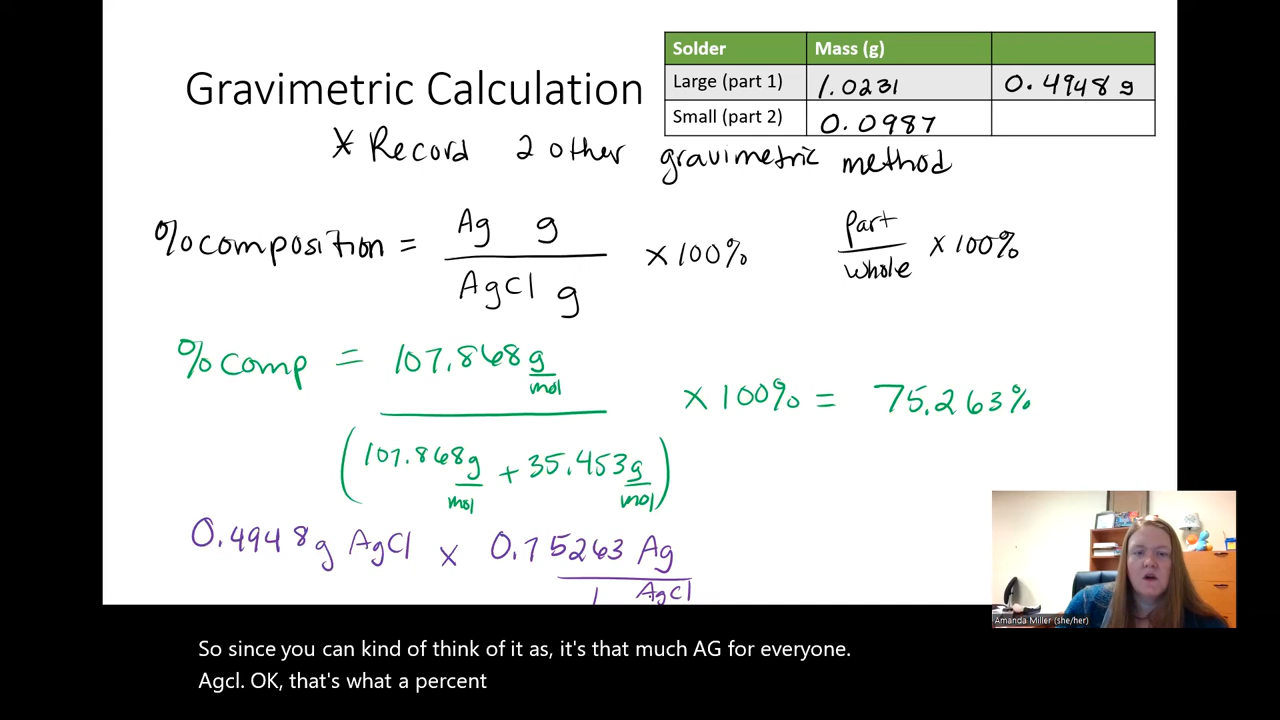 Gravimetric Calculation
Solder Mass (g)
Large (part 1) 1.0231 0.4948 g
Small (part 2) 0.0987
* Record 2 other gravimetric method
%composition = Ag g / AgCl g × 100%
part / whole × 100%
%comp = 107.868 g/mol / (107.868 g/mol + 35.453 g/mol) × 100% = 75.263%
0.4948 g AgCl × 0.75263 Ag / 1 AgCl
Amanda Miller (she/her)
So since you can kind of think of it as, it's that much AG for everyone.
Agcl. OK, that's what a percent